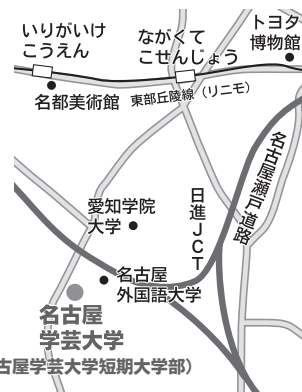 いりがいけ
こうえん
ながくて
こせんじょう
トヨタ
博物館
名都美術館
東部丘陵線（リニモ）
名古屋瀬戸道路
愛知学院
大学
日進JCT
名古屋
外国語大学
名古屋
学芸大学
古屋学芸大学短期大学部）